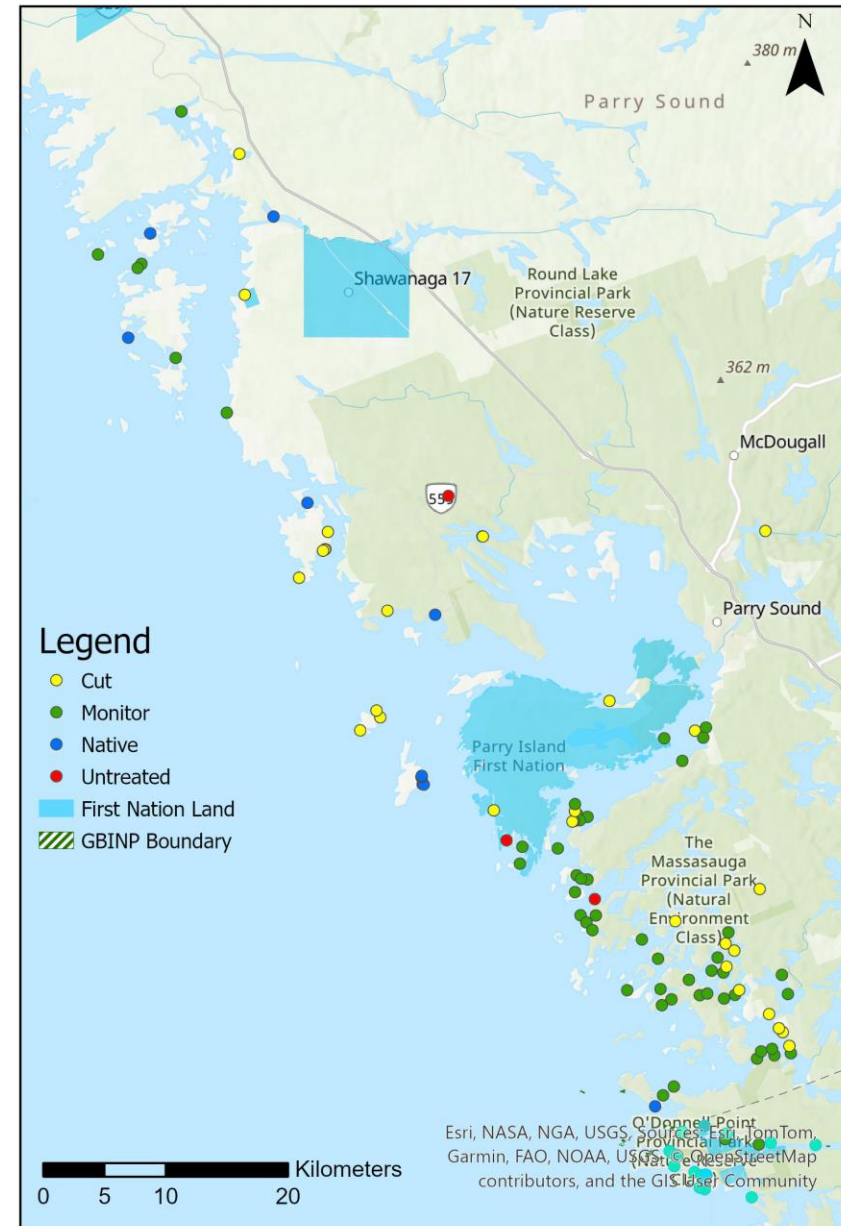 N
380 m
Parry Sound
Shawanaga 17
Round Lake
Provincial Park
(Nature Reserve
Class)
362 m
McDougall
559
Parry Sound
Legend
Cut
Monitor
Native
Untreated
First Nation Land
GBINP Boundary
Parry Island
First Nation
The
Massasauga
Provincial Park
(Natural
Environment
Class)
O'Donnell Point
Provincial Park
(Nature Reserve
Class)
Esri, NASA, NGA, USGS, Sources: Esri, TomTom,
Garmin, FAO, NOAA, USGS, © OpenStreetMap
contributors, and the GIS User Community
Kilometers
0 5 10 20